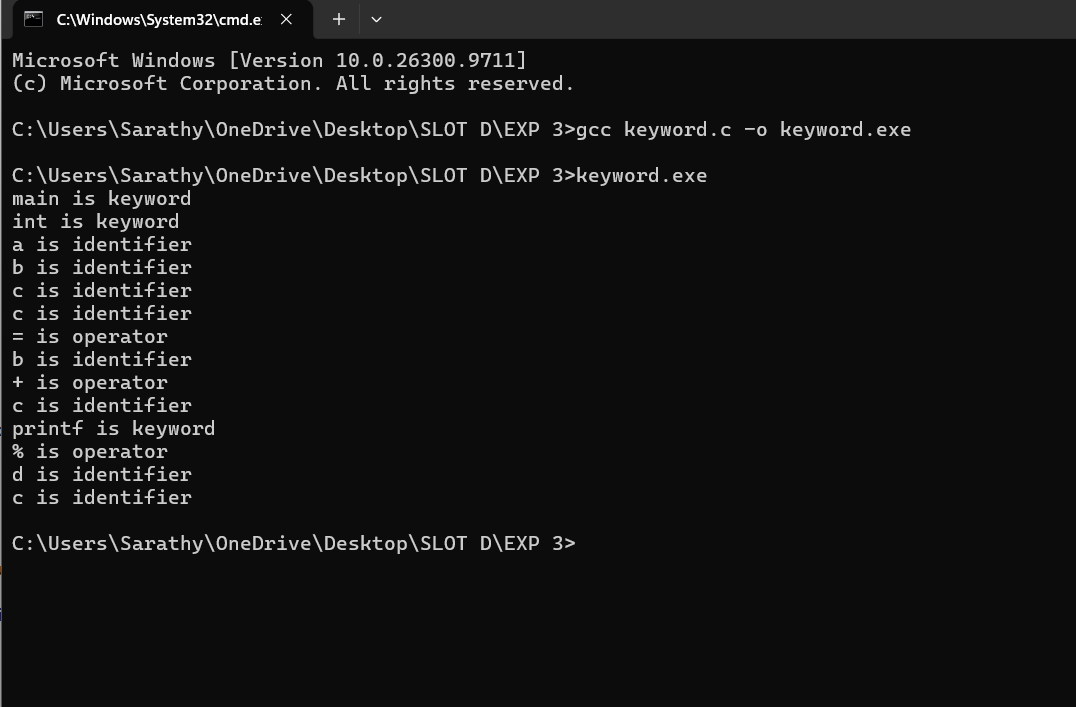 C:\Windows\System32\cmd.e
Microsoft Windows [Version 10.0.26300.9711]
(c) Microsoft Corporation. All rights reserved.
C:\Users\Sarathy\OneDrive\Desktop\SLOT D\EXP 3>gcc keyword.c -o keyword.exe
C:\Users\Sarathy\OneDrive\Desktop\SLOT D\EXP 3>keyword.exe
main is keyword
int is keyword
a is identifier
b is identifier
c is identifier
c is identifier
= is operator
b is identifier
+ is operator
c is identifier
printf is keyword
% is operator
d is identifier
c is identifier
C:\Users\Sarathy\OneDrive\Desktop\SLOT D\EXP 3>